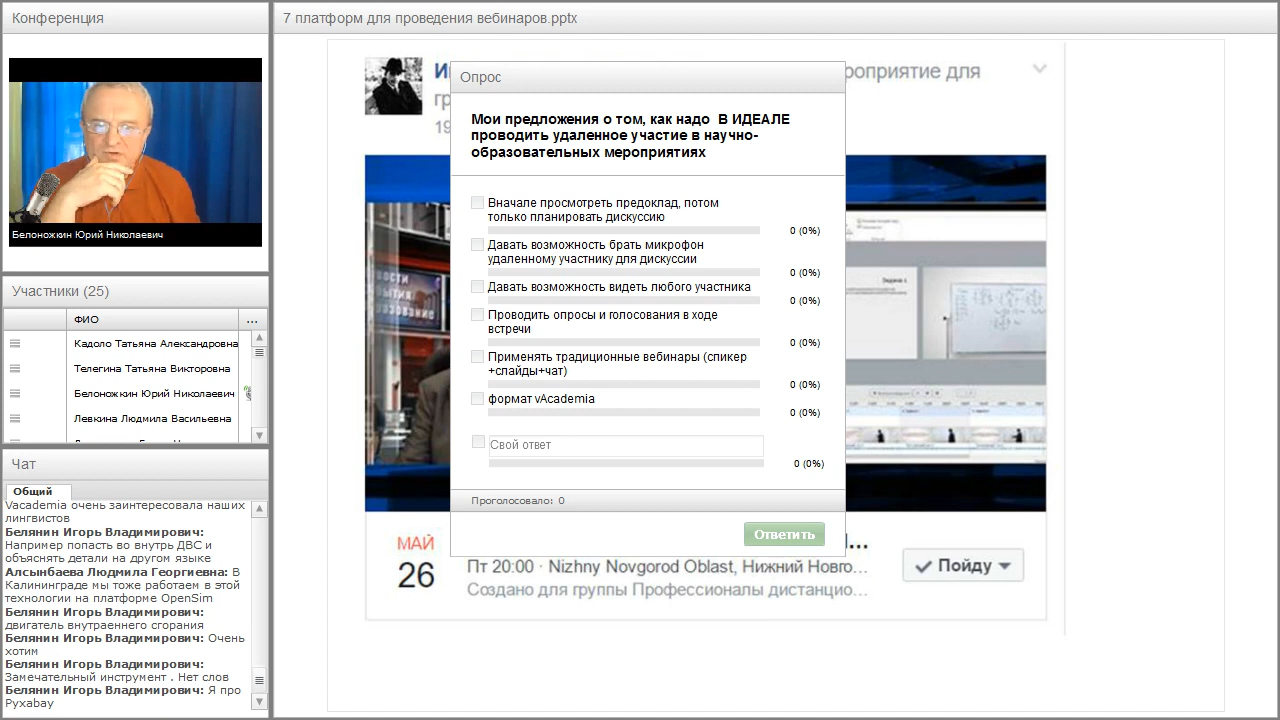 Конференция
Белоножкин Юрий Николаевич
Участники (25)
ФИО
...
Кадоло Татьяна Александровна
Телегина Татьяна Викторовна
Белоножкин Юрий Николаевич
Левкина Людмила Васильевна
Чат
Общий
Vacademia очень заинтересовала наших
лингвистов
Белянин Игорь Владимирович:
Например попасть во внутрь ДВС и
объяснять детали на другом языке
Алсынбаева Людмила Георгиевна: В
Калининграде мы тоже работаем в этой
технологии на платформе OpenSim
Белянин Игорь Владимирович:
двигатель внутраеннего сгорания
Белянин Игорь Владимирович: Очень
хотим
Белянин Игорь Владимирович:
Замечательный инструмент . Нет слов
Белянин Игорь Владимирович: Я про
Pyxabay
7 платформ для проведения вебинаров.pptx
Опрос
Мои предложения о том, как надо В ИДЕАЛЕ
проводить удаленное участие в научно-
образовательных мероприятиях
Вначале просмотреть предоклад, потом
только планировать дискуссию
0 (0%)
Давать возможность брать микрофон
удаленному участнику для дискуссии
0 (0%)
Давать возможность видеть любого участника
0 (0%)
Проводить опросы и голосования в ходе
встречи
0 (0%)
Применять традиционные вебинары (спикер
+слайды+чат)
0 (0%)
формат vAcademia
0 (0%)
Свой ответ
0 (0%)
Проголосовало: 0
Ответить
МАЙ
26
Пт 20:00 · Nizhny Novgorod Oblast, Нижний Новго...
Создано для группы Профессионалы дистанцио...
Пойду